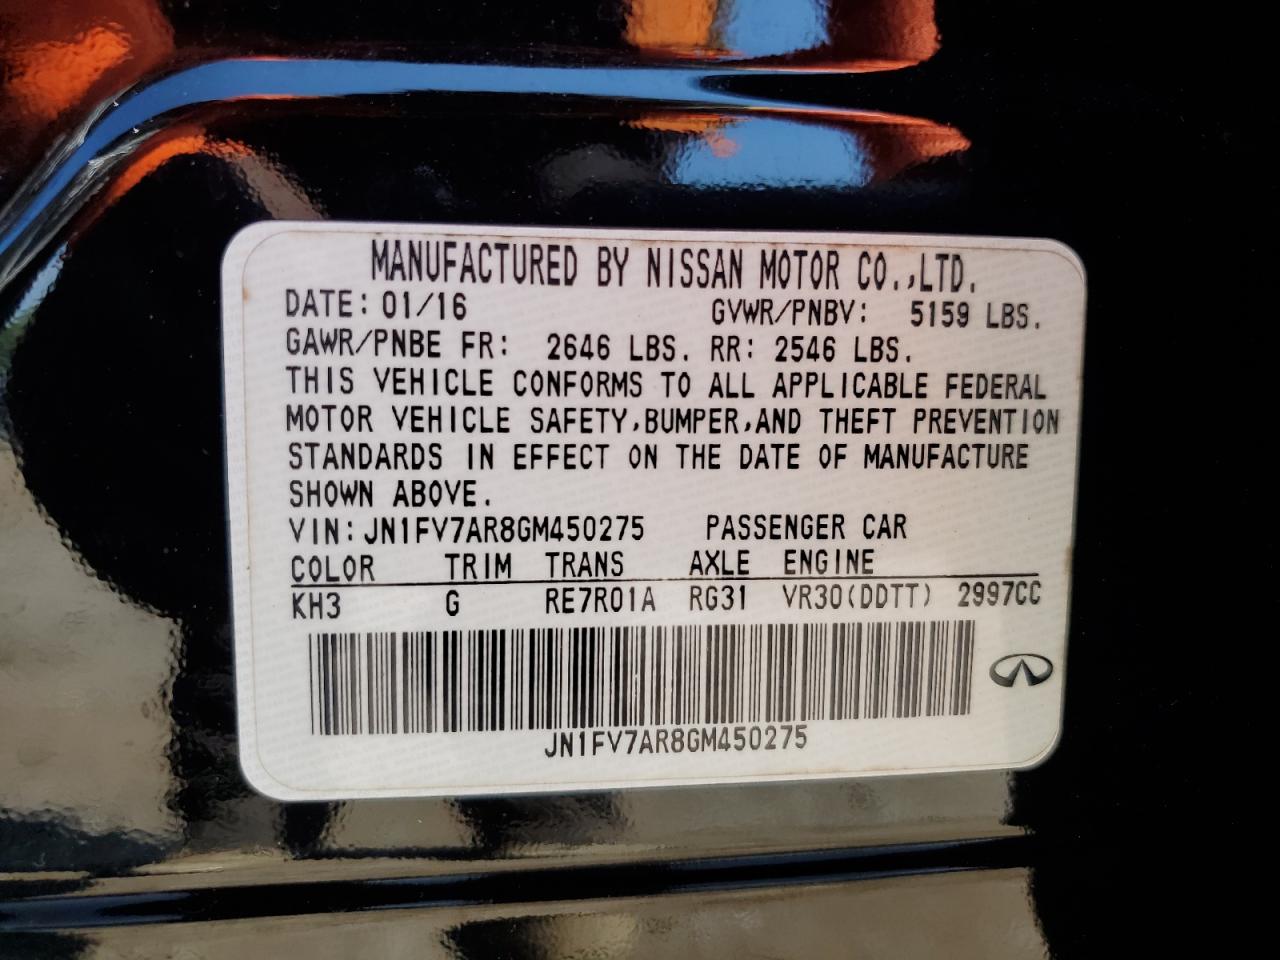 MANUFACTURED BY NISSAN MOTOR CO.,LTD.
DATE: 01/16 GVWR/PNBV: 5159 LBS.
GAWR/PNBE FR: 2646 LBS. RR: 2546 LBS.
THIS VEHICLE CONFORMS TO ALL APPLICABLE FEDERAL
MOTOR VEHICLE SAFETY,BUMPER,AND THEFT PREVENTION
STANDARDS IN EFFECT ON THE DATE OF MANUFACTURE
SHOWN ABOVE.
VIN: JN1FV7AR8GM450275 PASSENGER CAR
COLOR TRIM TRANS AXLE ENGINE
KH3 G RE7R01A RG31 VR30(DDTT) 2997CC
JN1FV7AR8GM450275